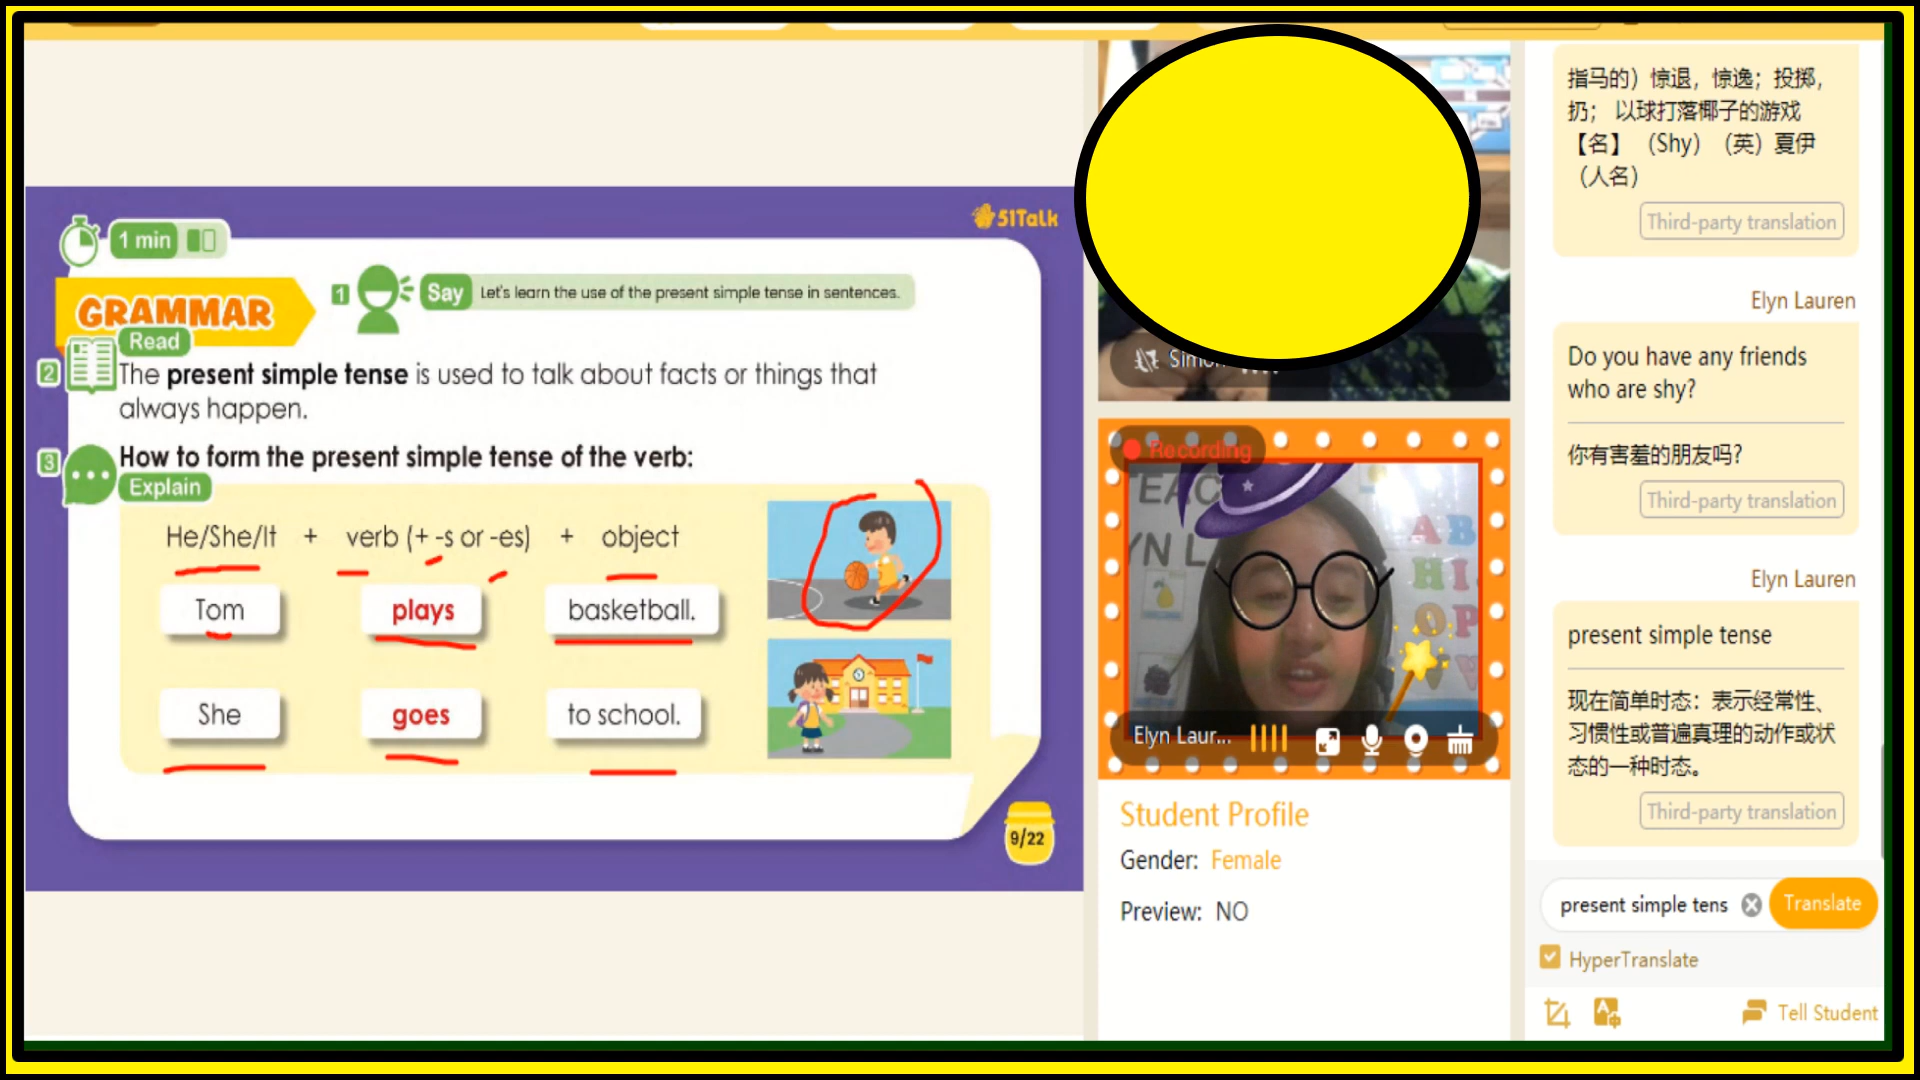 51Talk
1 min
GRAMMAR
1
Say
Let's learn the use of the present simple tense in sentences.
Read
2
The present simple tense is used to talk about facts or things that
always happen.
3
How to form the present simple tense of the verb:
Explain
He/She/It + verb (+ -s or -es) + object
Tom plays basketball.
She goes to school.
9/22
Recording
TEAC
YN L
AB
HI
OP
Elyn Laur...
Student Profile
Gender: Female
Preview: NO
指马的）惊退，惊逸；投掷，
扔； 以球打落椰子的游戏
【名】 （Shy）（英）夏伊
（人名）
Third-party translation
Elyn Lauren
Do you have any friends
who are shy?
你有害羞的朋友吗？
Third-party translation
Elyn Lauren
present simple tense
现在简单时态：表示经常性、
习惯性或普遍真理的动作或状
态的一种时态。
Third-party translation
present simple tens
Translate
HyperTranslate
Tell Student